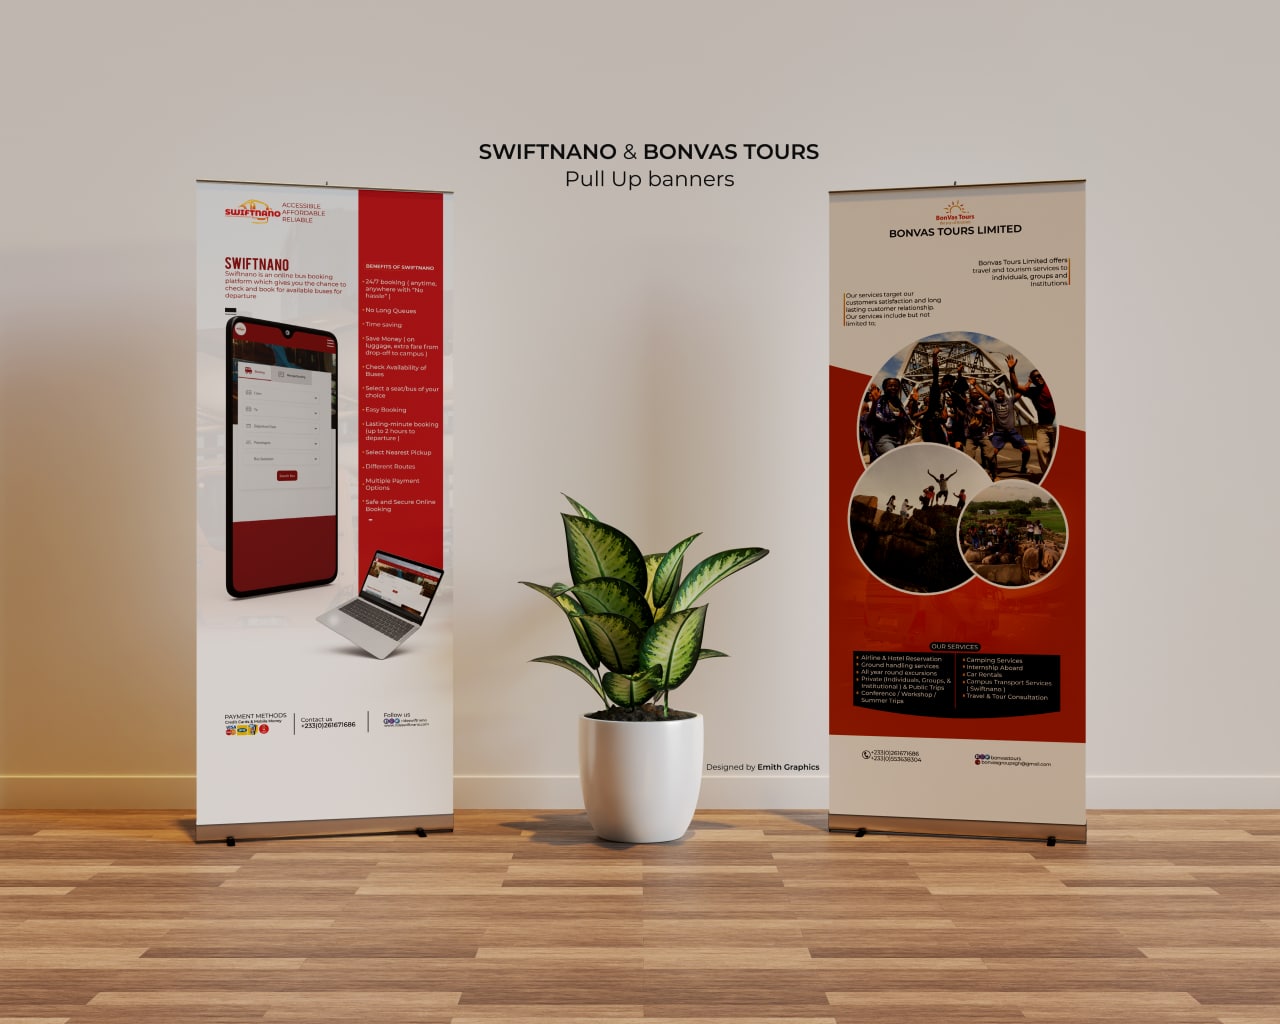 SWIFTNANO & BONVAS TOURS
Pull Up banners
SWIFTNANO
ACCESSIBLE
AFFORDABLE
RELIABLE
SWIFTNANO
Swiftnano is an online bus booking
platform which gives you the chance to
check and book for available buses for
departure
BENEFITS OF SWIFTNANO
- 24/7 booking ( anytime,
anywhere with "No
hassle" )
- No Long Queues
- Time saving
- Save Money ( on
luggage, extra fare from
drop-off to campus )
- Check Availability of
Buses
- Select a seat/bus of your
choice
- Easy Booking
- Lasting-minute booking
(up to 2 hours to
departure )
- Select Nearest Pickup
- Different Routes
- Multiple Payment
Options
- Safe and Secure Online
Booking
-
PAYMENT METHODS
Credit Cards & Mobile Money
VISA
Contact us
+233(0)261671686
Follow us
BonVas Tours
BONVAS TOURS LIMITED
Bonvas Tours Limited offers
travel and tourism services to
individuals, groups and
Institutions
Our services target our
customers satisfaction and long
lasting customer relationship.
Our services include but not
limited to;
OUR SERVICES
Airline & Hotel Reservation
Ground handling services
All year round excursions
Private (Individuals, Groups, &
Institutional ) & Public Trips
Conference / Workshop /
Summer Trips
Camping Services
Internship Aboard
Car Rentals
Campus Transport Services
( Swiftnano )
Travel & Tour Consultation
+233(0)261671686
+233(0)553638304
bonvastours
bonvasgroupsgh@gmail.com
Designed by Emith Graphics